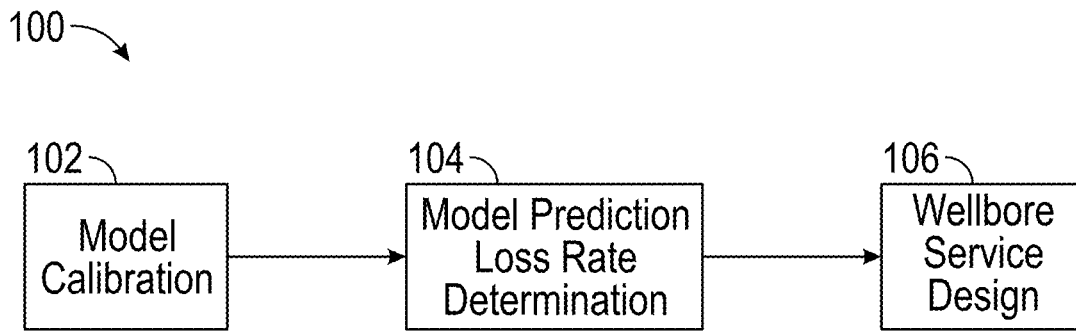 100
102
Model
Calibration
104
Model Prediction
Loss Rate
Determination
106
Wellbore
Service
Design